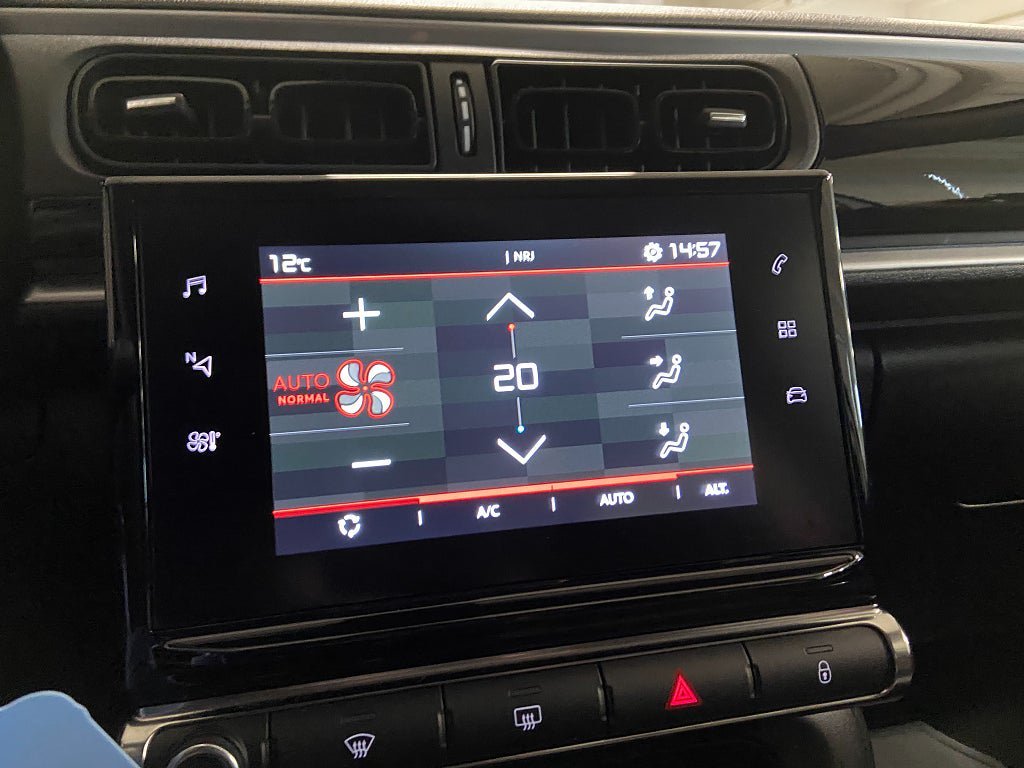 12°C
| NRJ
14:57
N
AUTO
NORMAL
20
A/C
AUTO
ALT.